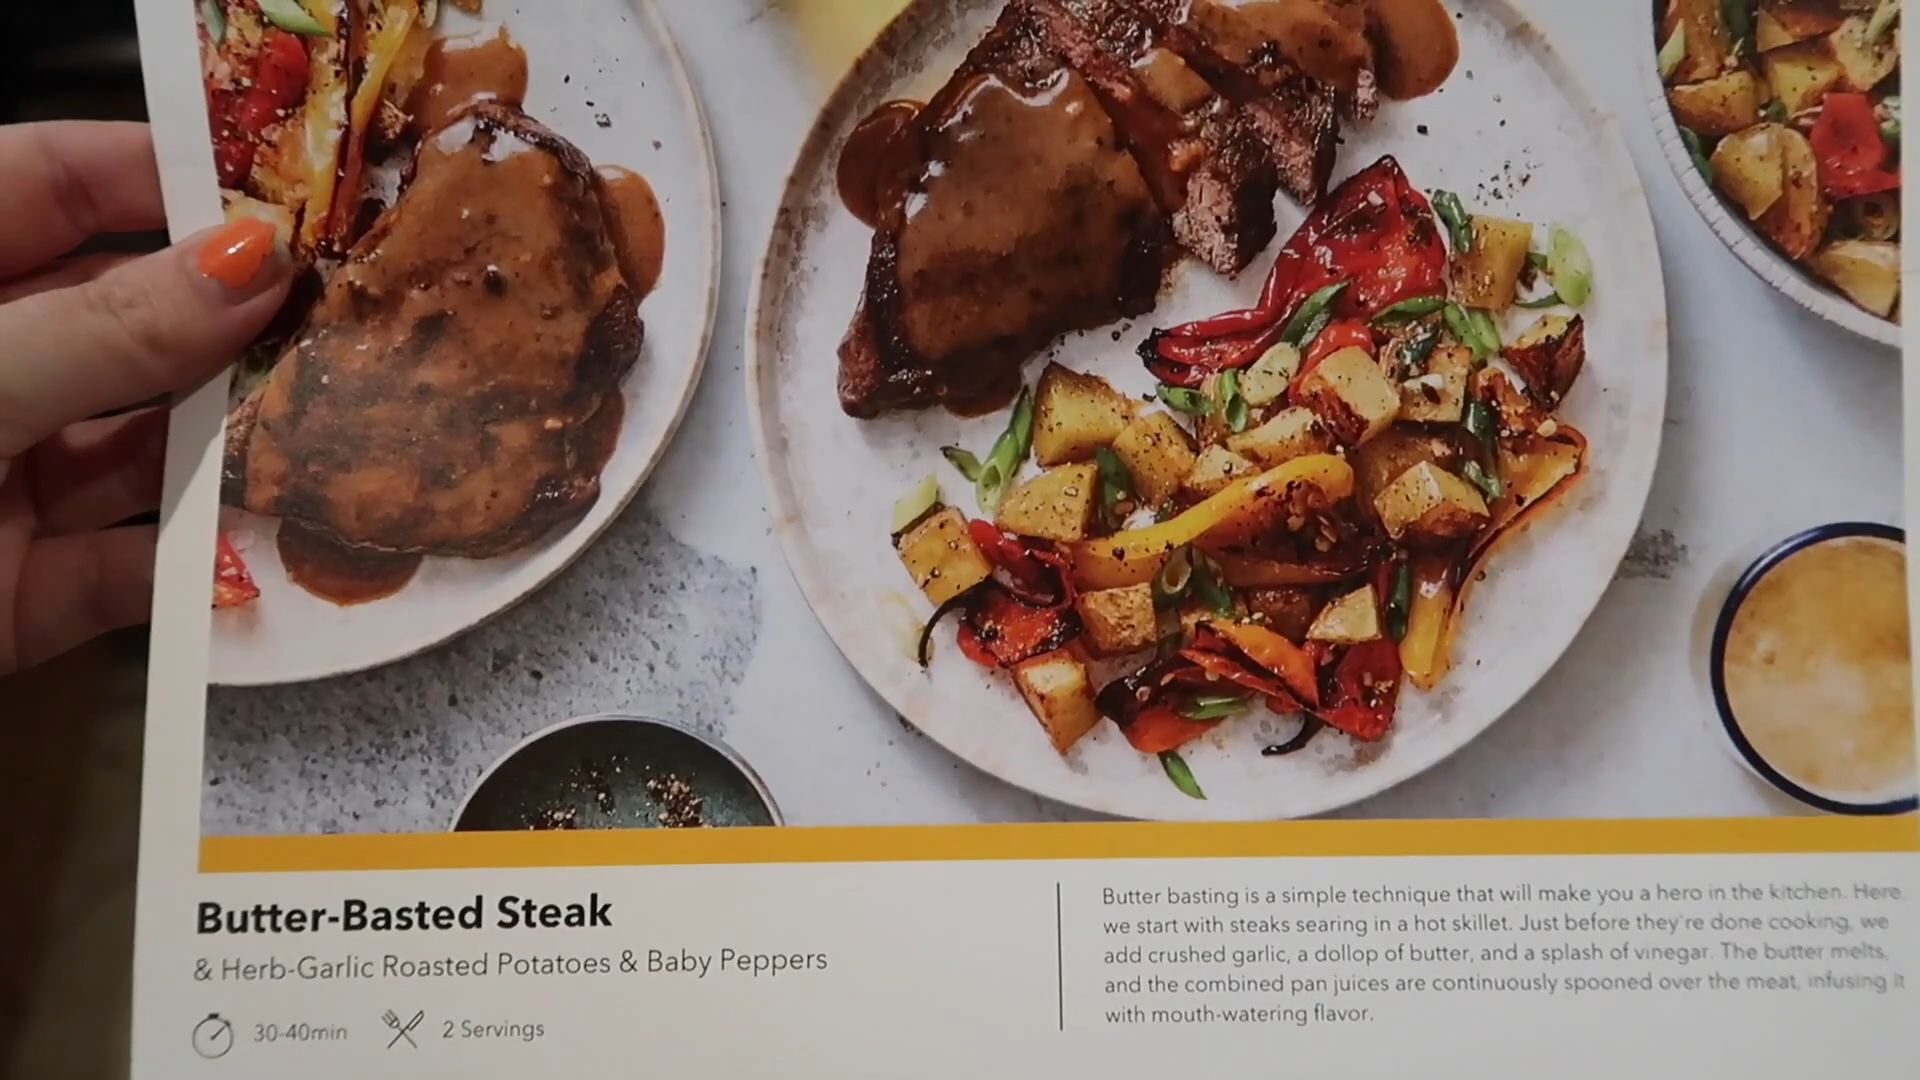 Butter-Basted Steak
& Herb-Garlic Roasted Potatoes & Baby Peppers
30-40min 2 Servings
Butter basting is a simple technique that will make you a hero in the kitchen. Here,
we start with steaks searing in a hot skillet. Just before they're done cooking, we
add crushed garlic, a dollop of butter, and a splash of vinegar. The butter melts,
and the combined pan juices are continuously spooned over the meat, infusing it
with mouth-watering flavor.